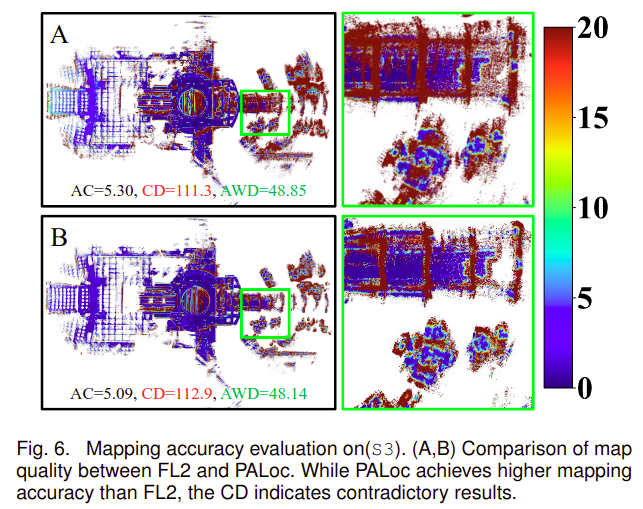 A
AC=5.30, CD=111.3, AWD=48.85
B
AC=5.09, CD=112.9, AWD=48.14
20
15
10
5
0
Fig. 6. Mapping accuracy evaluation on(S3). (A,B) Comparison of map
quality between FL2 and PALoc. While PALoc achieves higher mapping
accuracy than FL2, the CD indicates contradictory results.